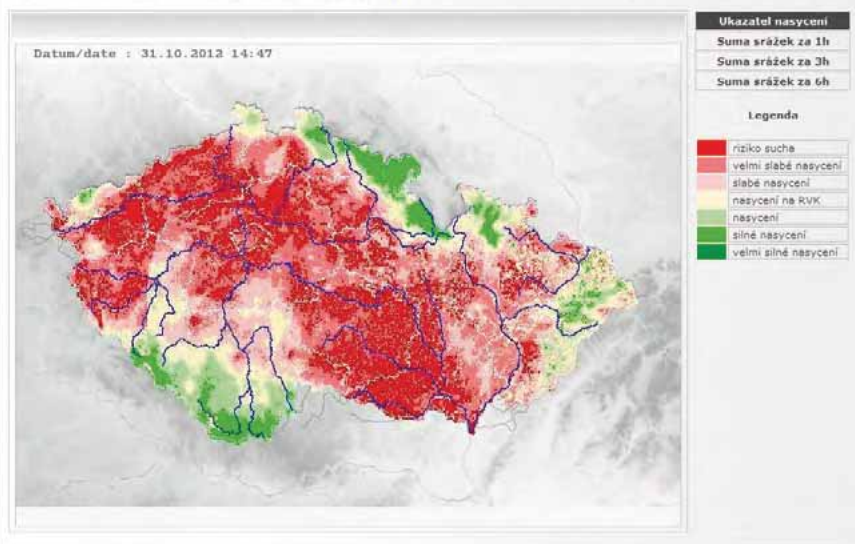 Datum/date : 31.10.2012 14:47
Ukazatel nasycení
Suma srážek za 1h
Suma srážek za 3h
Suma srážek za 6h
Legenda
riziko sucha
velmi slabé nasycení
slabé nasycení
nasycení na RVK
nasycení
silné nasycení
velmi silné nasycení